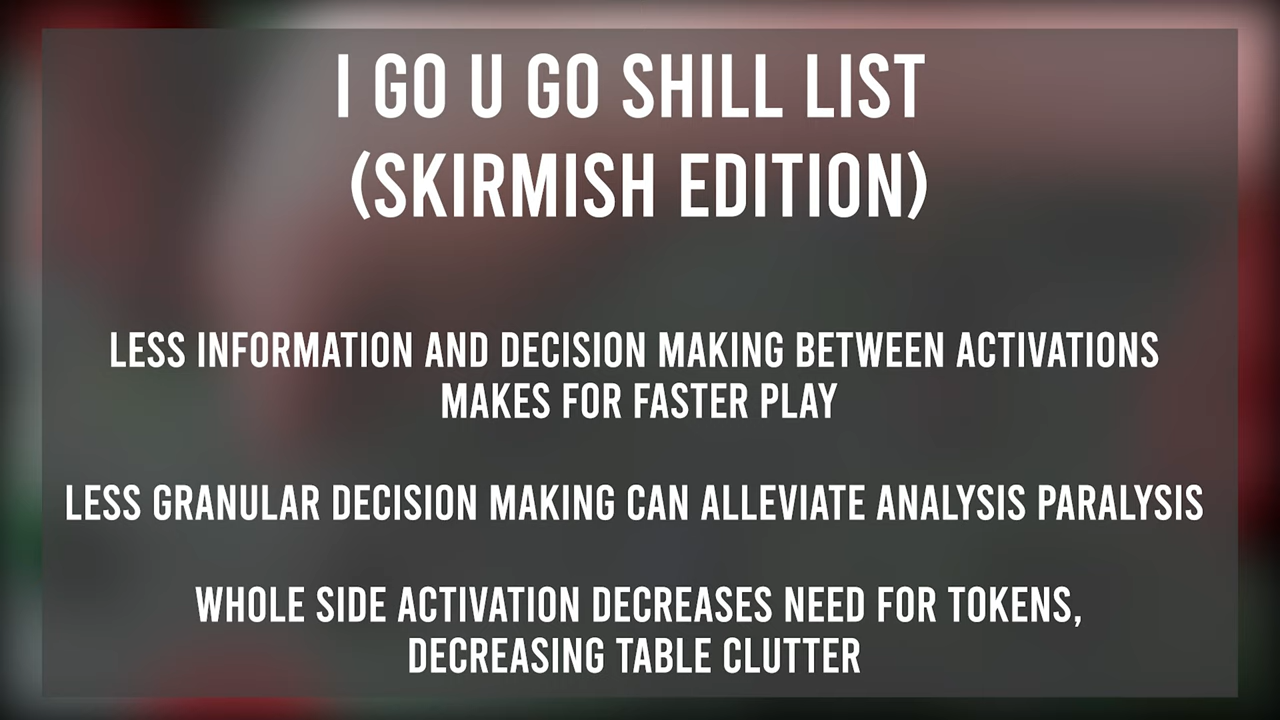 I GO U GO SHILL LIST
(SKIRMISH EDITION)
LESS INFORMATION AND DECISION MAKING BETWEEN ACTIVATIONS
MAKES FOR FASTER PLAY
LESS GRANULAR DECISION MAKING CAN ALLEVIATE ANALYSIS PARALYSIS
WHOLE SIDE ACTIVATION DECREASES NEED FOR TOKENS,
DECREASING TABLE CLUTTER